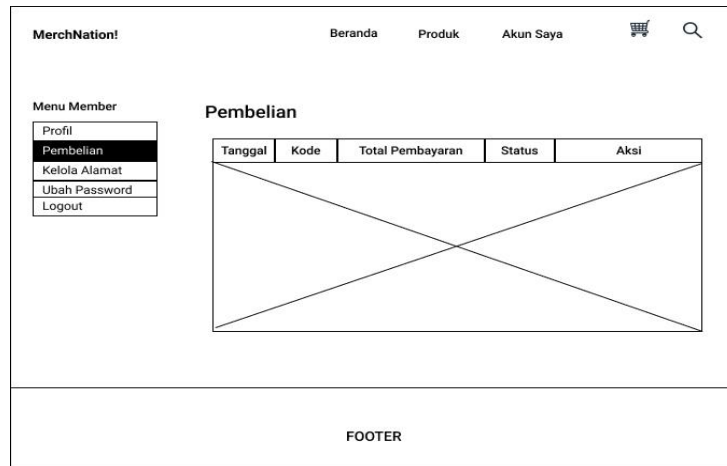 MerchNation! Beranda Produk Akun Saya
Menu Member
Profil
Pembelian
Kelola Alamat
Ubah Password
Logout
Pembelian
Tanggal Kode Total Pembayaran Status Aksi
FOOTER